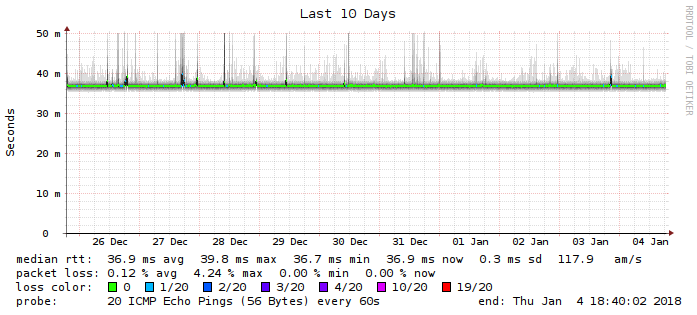 Last 10 Days
RRDTOOL / TOBI OETIKER
Seconds
50 m
40 m
30 m
20 m
10 m
0
26 Dec 27 Dec 28 Dec 29 Dec 30 Dec 31 Dec 01 Jan 02 Jan 03 Jan 04 Jan
median rtt: 36.9 ms avg 39.8 ms max 36.7 ms min 36.9 ms now 0.3 ms sd 117.9 am/s
packet loss: 0.12 % avg 4.24 % max 0.00 % min 0.00 % now
loss color: 0 1/20 2/20 3/20 4/20 10/20 19/20
probe: 20 ICMP Echo Pings (56 Bytes) every 60s end: Thu Jan 4 18:40:02 2018